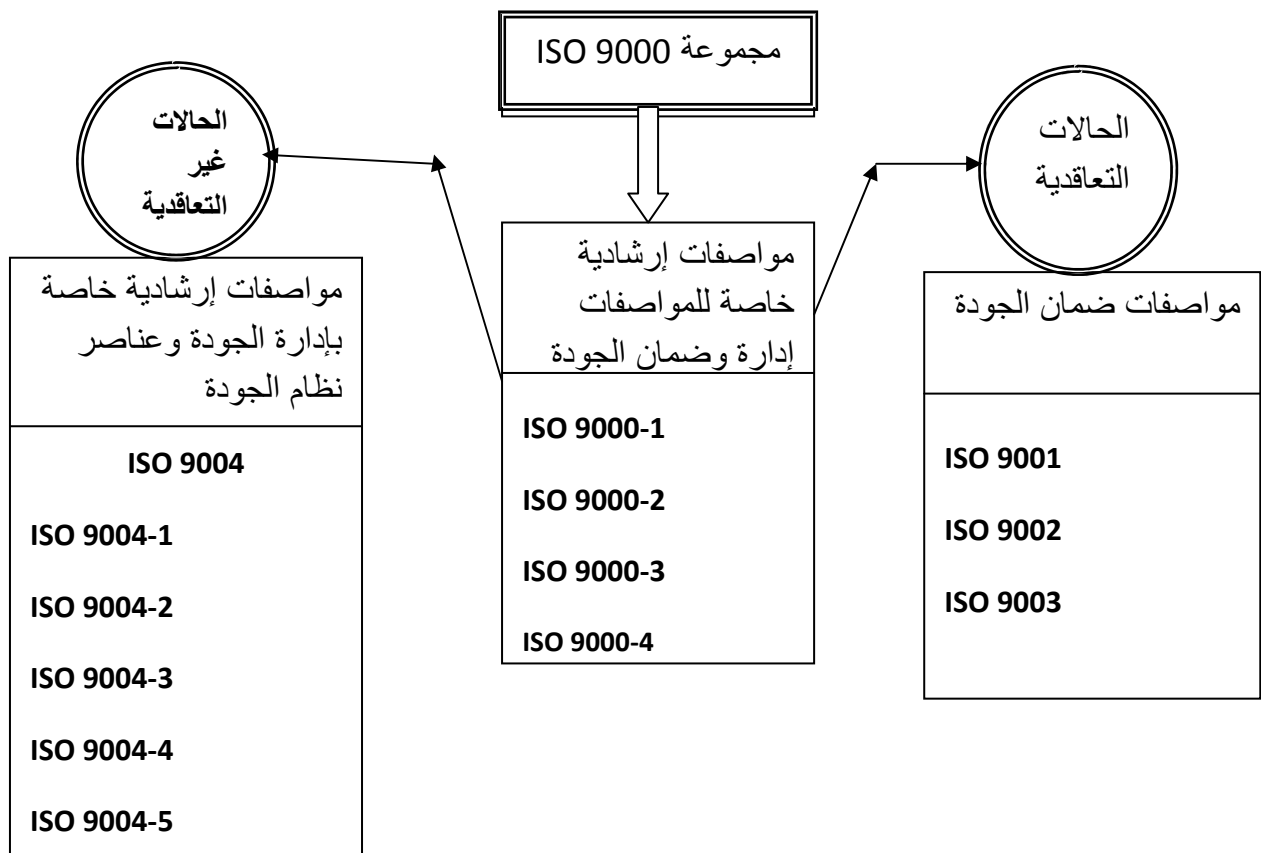 مجموعة ISO 9000
الحالات
التعاقدية
مواصفات ضمان الجودة
ISO 9001
ISO 9002
ISO 9003
مواصفات إرشادية
خاصة للمواصفات
إدارة وضمان الجودة
ISO 9000-1
ISO 9000-2
ISO 9000-3
ISO 9000-4
الحالات
غير
التعاقدية
مواصفات إرشادية خاصة
بإدارة الجودة وعناصر
نظام الجودة
ISO 9004
ISO 9004-1
ISO 9004-2
ISO 9004-3
ISO 9004-4
ISO 9004-5